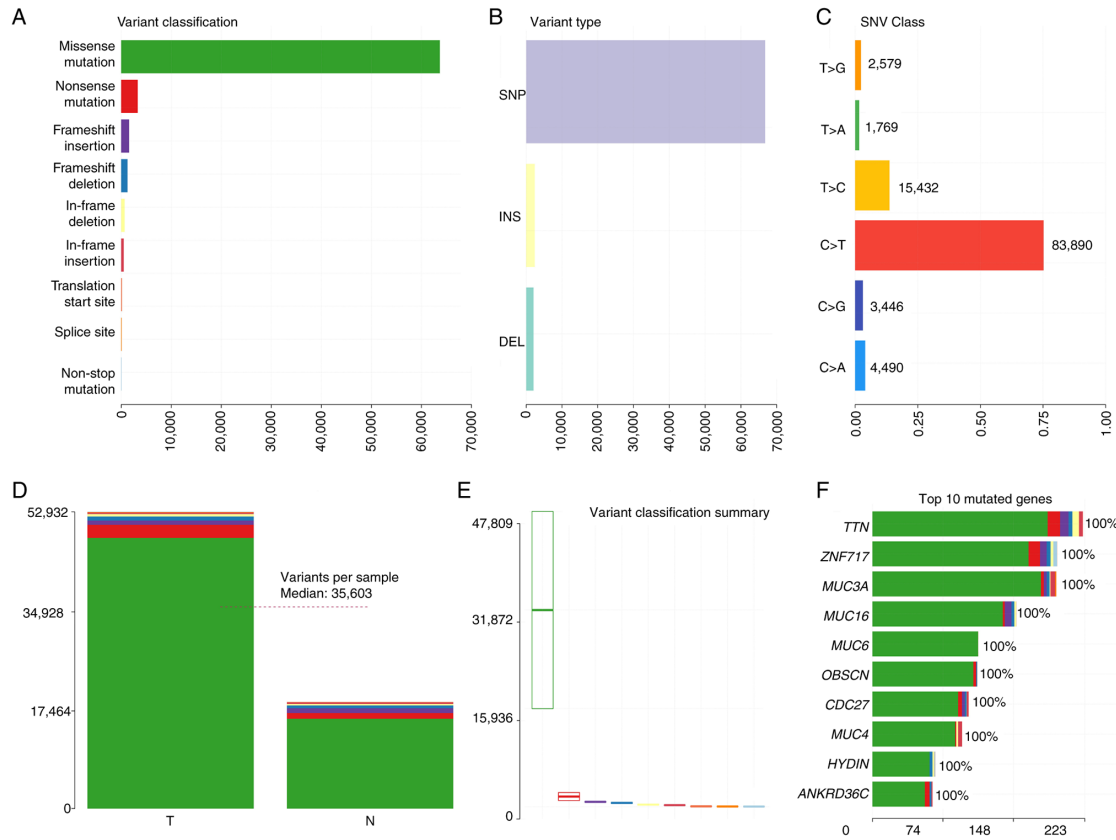 A
Variant classification
Missense
mutation
Nonsense
mutation
Frameshift
insertion
Frameshift
deletion
In-frame
deletion
In-frame
insertion
Translation
start site
Splice site
Non-stop
mutation
0
10,000
20,000
30,000
40,000
50,000
60,000
70,000
B
Variant type
SNP
INS
DEL
0
10,000
20,000
30,000
40,000
50,000
60,000
70,000
C
SNV Class
T>G
2,579
T>A
1,769
T>C
15,432
C>T
83,890
C>G
3,446
C>A
4,490
0.00
0.25
0.50
0.75
1.00
D
52,932
34,928
17,464
0
Variants per sample
Median: 35,603
T
N
E
Variant classification summary
47,809
31,872
15,936
0
F
Top 10 mutated genes
TTN
100%
ZNF717
100%
MUC3A
100%
MUC16
100%
MUC6
100%
OBSCN
100%
CDC27
100%
MUC4
100%
HYDIN
100%
ANKRD36C
100%
0
74
148
223